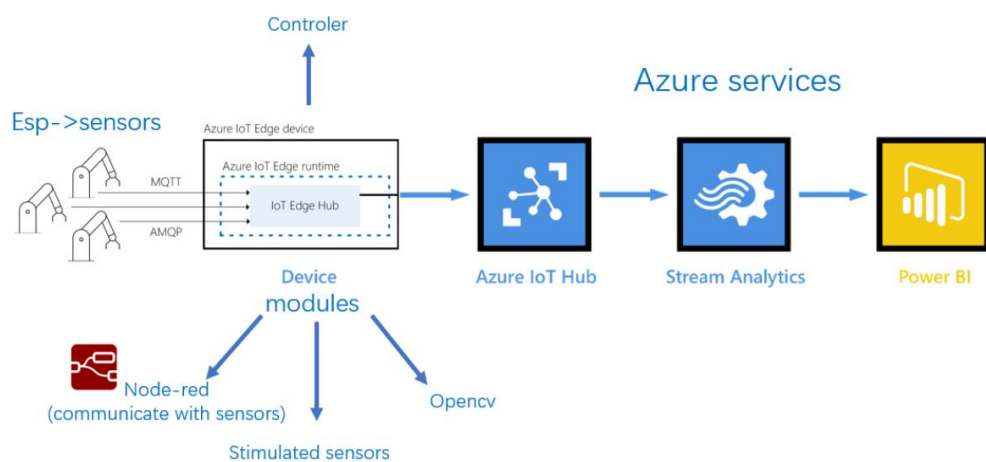 Controler
Azure services
Esp->sensors
Azure IoT Edge device
Azure IoT Edge runtime
MQTT
IoT Edge Hub
AMQP
Device
modules
Azure IoT Hub
Stream Analytics
Power BI
Node-red
(communicate with sensors)
Opencv
Stimulated sensors